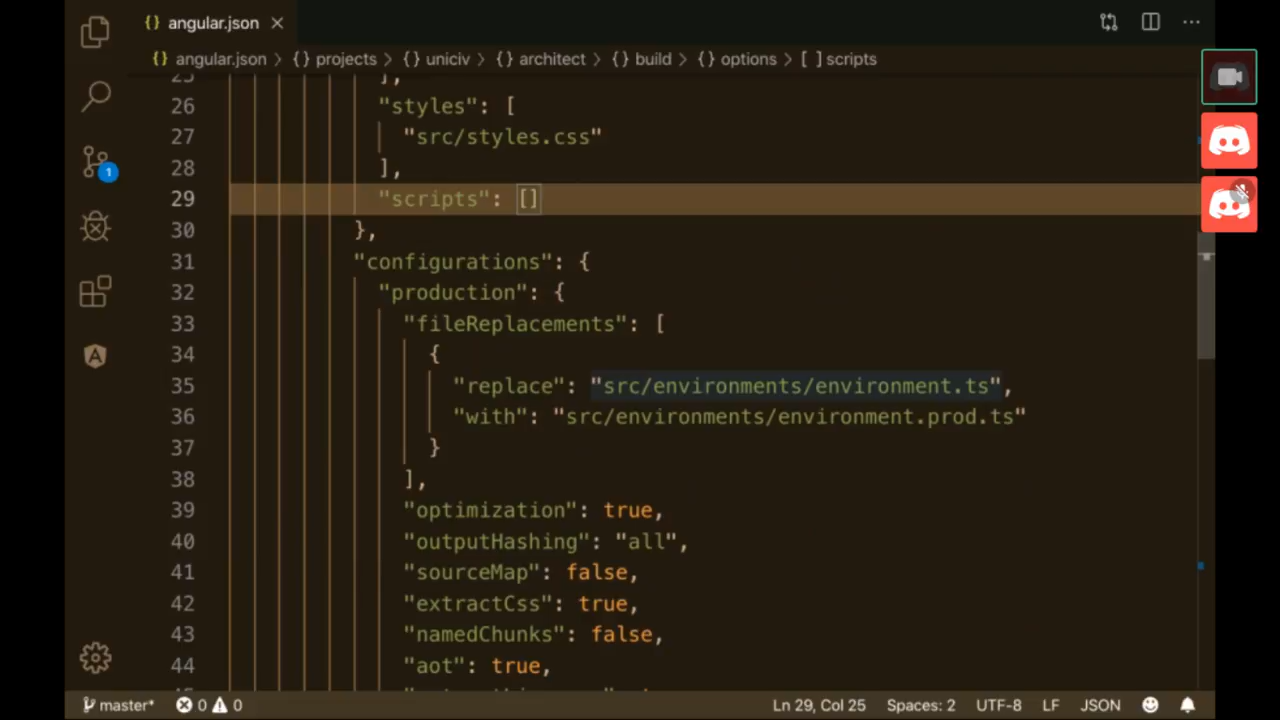 angular.json
angular.json > {} projects > {} uniciv > {} architect > {} build > {} options > [ ] scripts
25 ],
26 "styles": [
27 "src/styles.css"
28 ],
29 "scripts": []
30 },
31 "configurations": {
32 "production": {
33 "fileReplacements": [
34 {
35 "replace": "src/environments/environment.ts",
36 "with": "src/environments/environment.prod.ts"
37 }
38 ],
39 "optimization": true,
40 "outputHashing": "all",
41 "sourceMap": false,
42 "extractCss": true,
43 "namedChunks": false,
44 "aot": true,
1
master* 0 0 Ln 29, Col 25 Spaces: 2 UTF-8 LF JSON